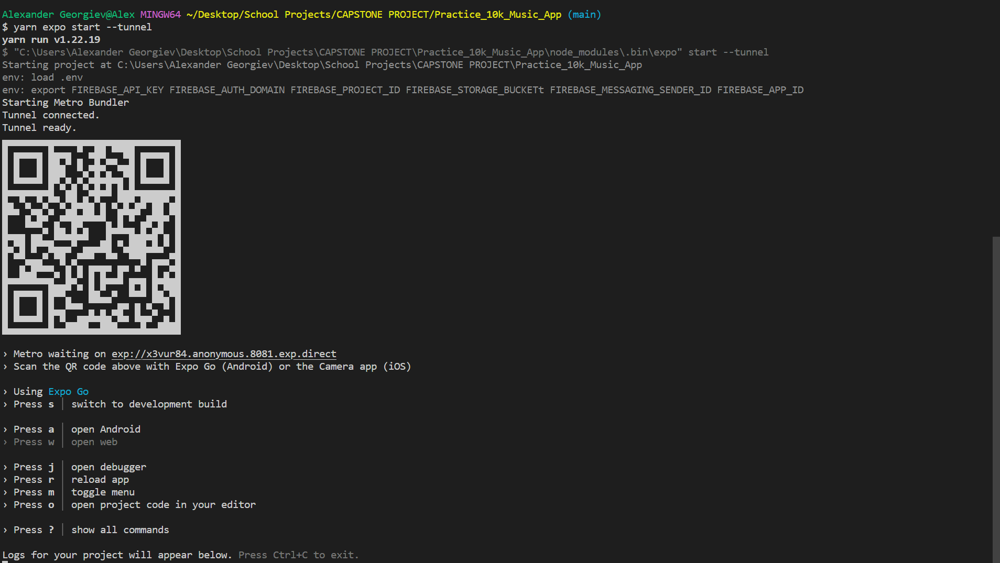 Alexander Georgiev@Alex MINGW64 ~/Desktop/School Projects/CAPSTONE PROJECT/Practice_10k_Music_App (main)
$ yarn expo start --tunnel
yarn run v1.22.19
$ "C:\Users\Alexander Georgiev\Desktop\School Projects\CAPSTONE PROJECT\Practice_10k_Music_App\node_modules\.bin\expo" start --tunnel
Starting project at C:\Users\Alexander Georgiev\Desktop\School Projects\CAPSTONE PROJECT\Practice_10k_Music_App
env: load .env
env: export FIREBASE_API_KEY FIREBASE_AUTH_DOMAIN FIREBASE_PROJECT_ID FIREBASE_STORAGE_BUCKETt FIREBASE_MESSAGING_SENDER_ID FIREBASE_APP_ID
Starting Metro Bundler
Tunnel connected.
Tunnel ready.
› Metro waiting on exp://x3vur84.anonymous.8081.exp.direct
› Scan the QR code above with Expo Go (Android) or the Camera app (iOS)
› Using Expo Go
› Press s │ switch to development build
› Press a │ open Android
› Press w │ open web
› Press j │ open debugger
› Press r │ reload app
› Press m │ toggle menu
› Press o │ open project code in your editor
› Press ? │ show all commands
Logs for your project will appear below. Press Ctrl+C to exit.